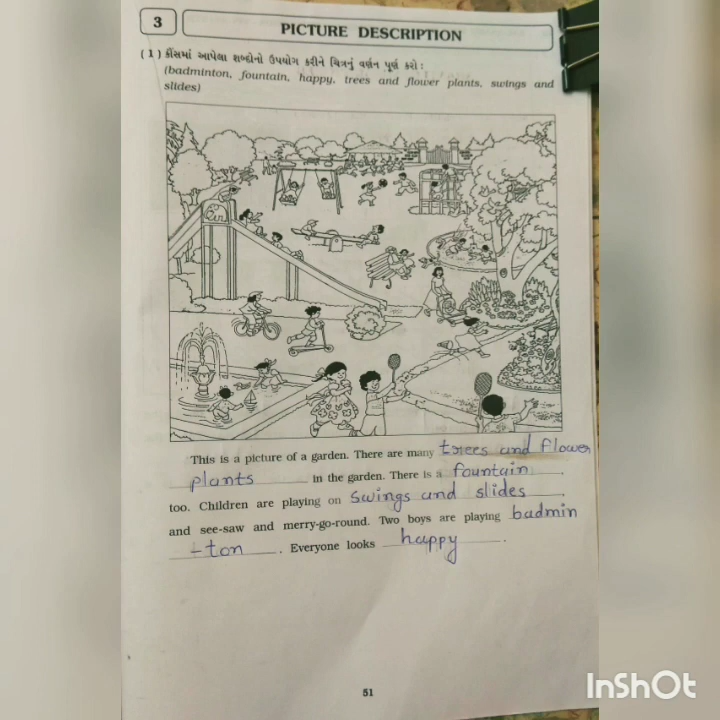 3
PICTURE DESCRIPTION
( 1 ) કૌંસમાં આપેલા શબ્દોનો ઉપયોગ કરીને ચિત્રનું વર્ણન પૂર્ણ કરો :
(badminton, fountain, happy, trees and flower plants, swings and
slides)
This is a picture of a garden. There are many trees and flower
plants in the garden. There is a fountain.
too. Children are playing on swings and slides.
and see-saw and merry-go-round. Two boys are playing badmin
-ton. Everyone looks happy.
51
InShOt